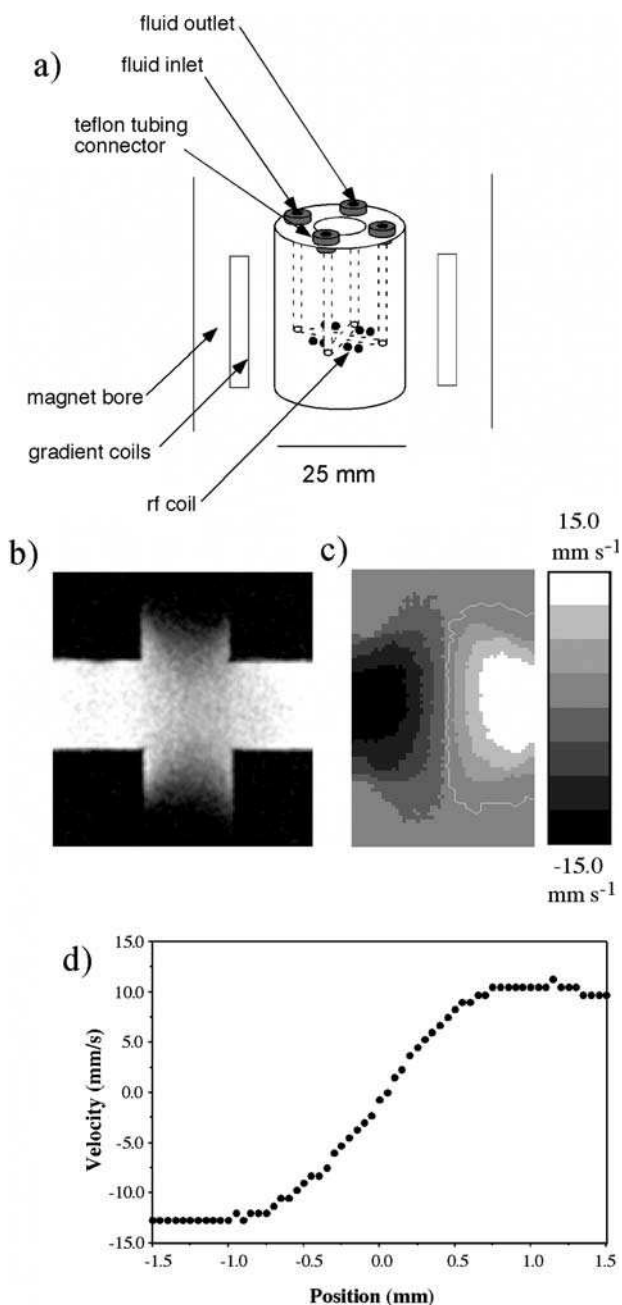 fluid outlet
a)
fluid inlet
teflon tubing
connector
magnet bore
gradient coils
25 mm
rf coil
b)
c)
15.0
mm s⁻¹
-15.0
mm s⁻¹
d)
15.0
10.0
5.0
0.0
-5.0
-10.0
-15.0
Velocity (mm/s)
-1.5 -1.0 -0.5 0.0 0.5 1.0 1.5
Position (mm)